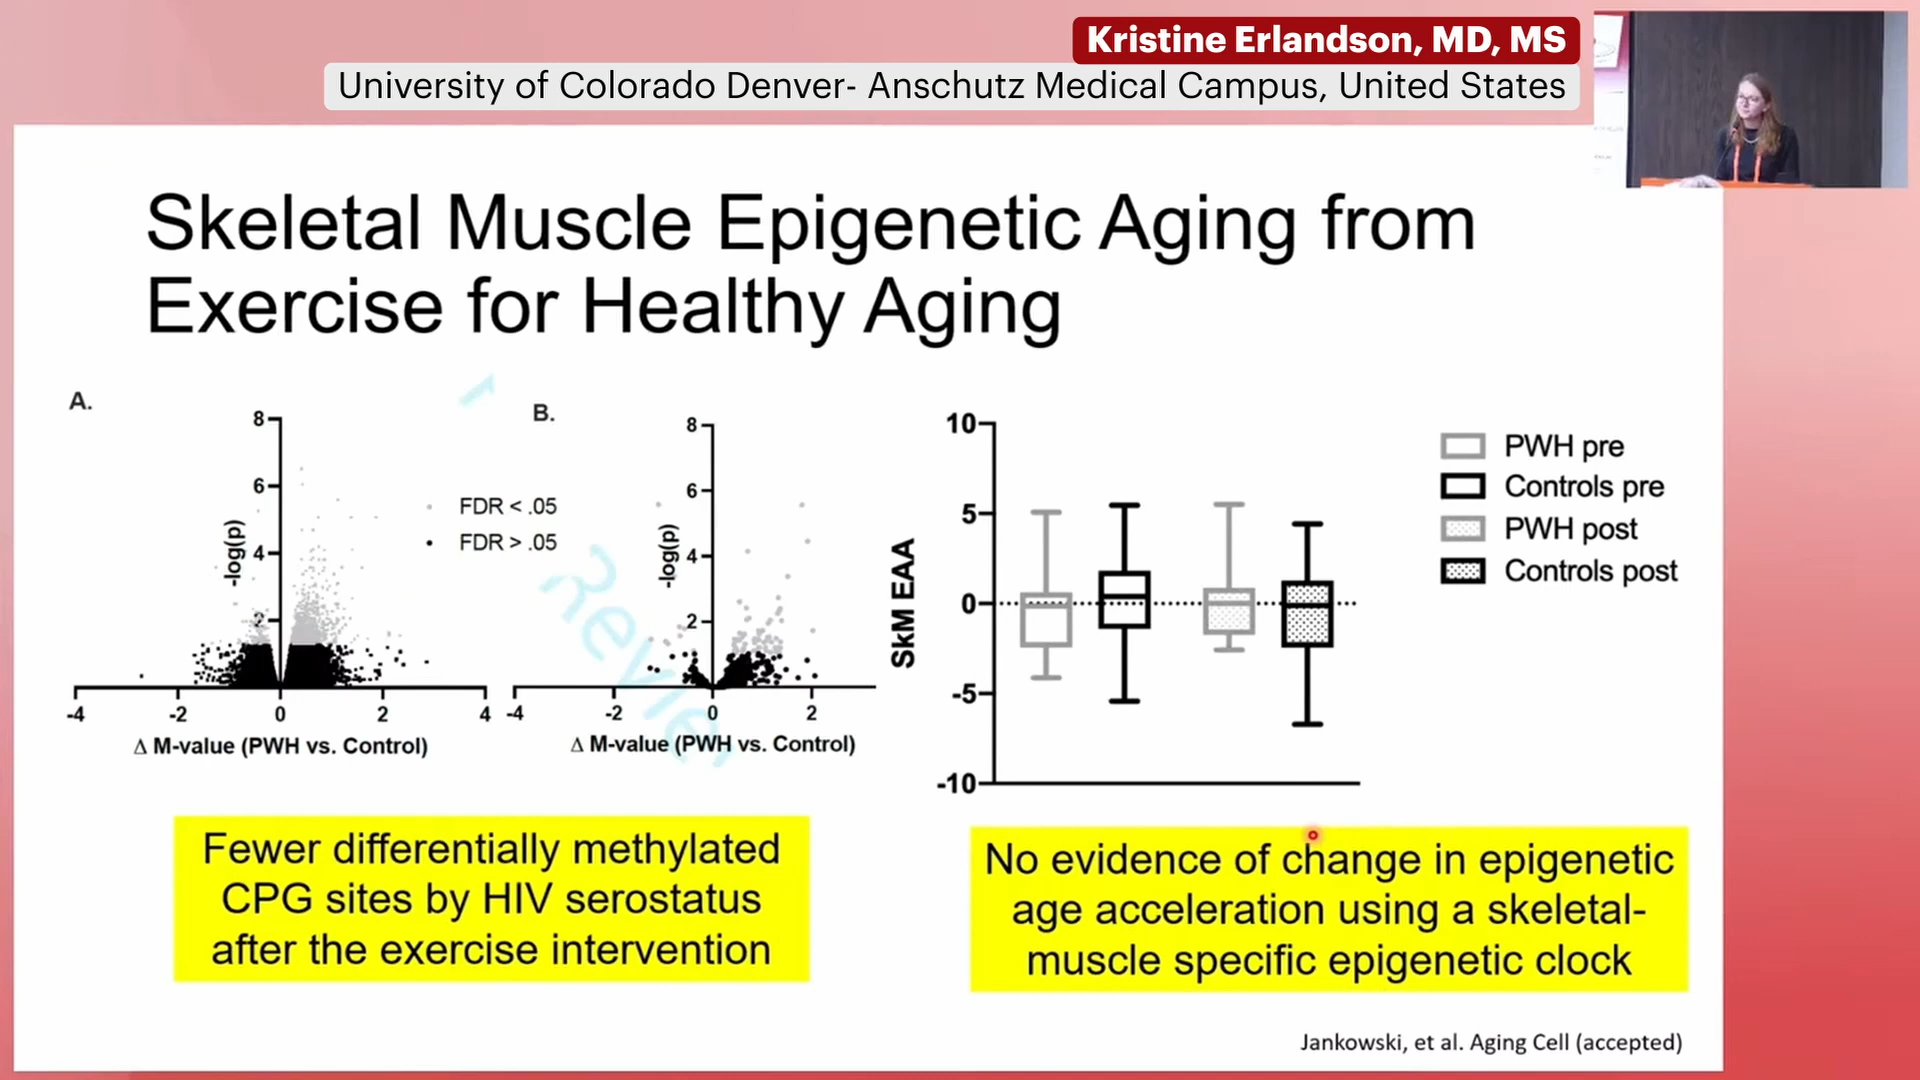 Kristine Erlandson, MD, MS
University of Colorado Denver- Anschutz Medical Campus, United States
Skeletal Muscle Epigenetic Aging from
Exercise for Healthy Aging
A.
8
6
4
2
-log(p)
-4
-2
0
2
4
Δ M-value (PWH vs. Control)
FDR < .05
FDR > .05
B.
8
6
4
2
-log(p)
-4
-2
0
2
Δ M-value (PWH vs. Control)
Review
10
5
0
-5
-10
SkM EAA
PWH pre
Controls pre
PWH post
Controls post
Fewer differentially methylated
CPG sites by HIV serostatus
after the exercise intervention
No evidence of change in epigenetic
age acceleration using a skeletal-
muscle specific epigenetic clock
Jankowski, et al. Aging Cell (accepted)